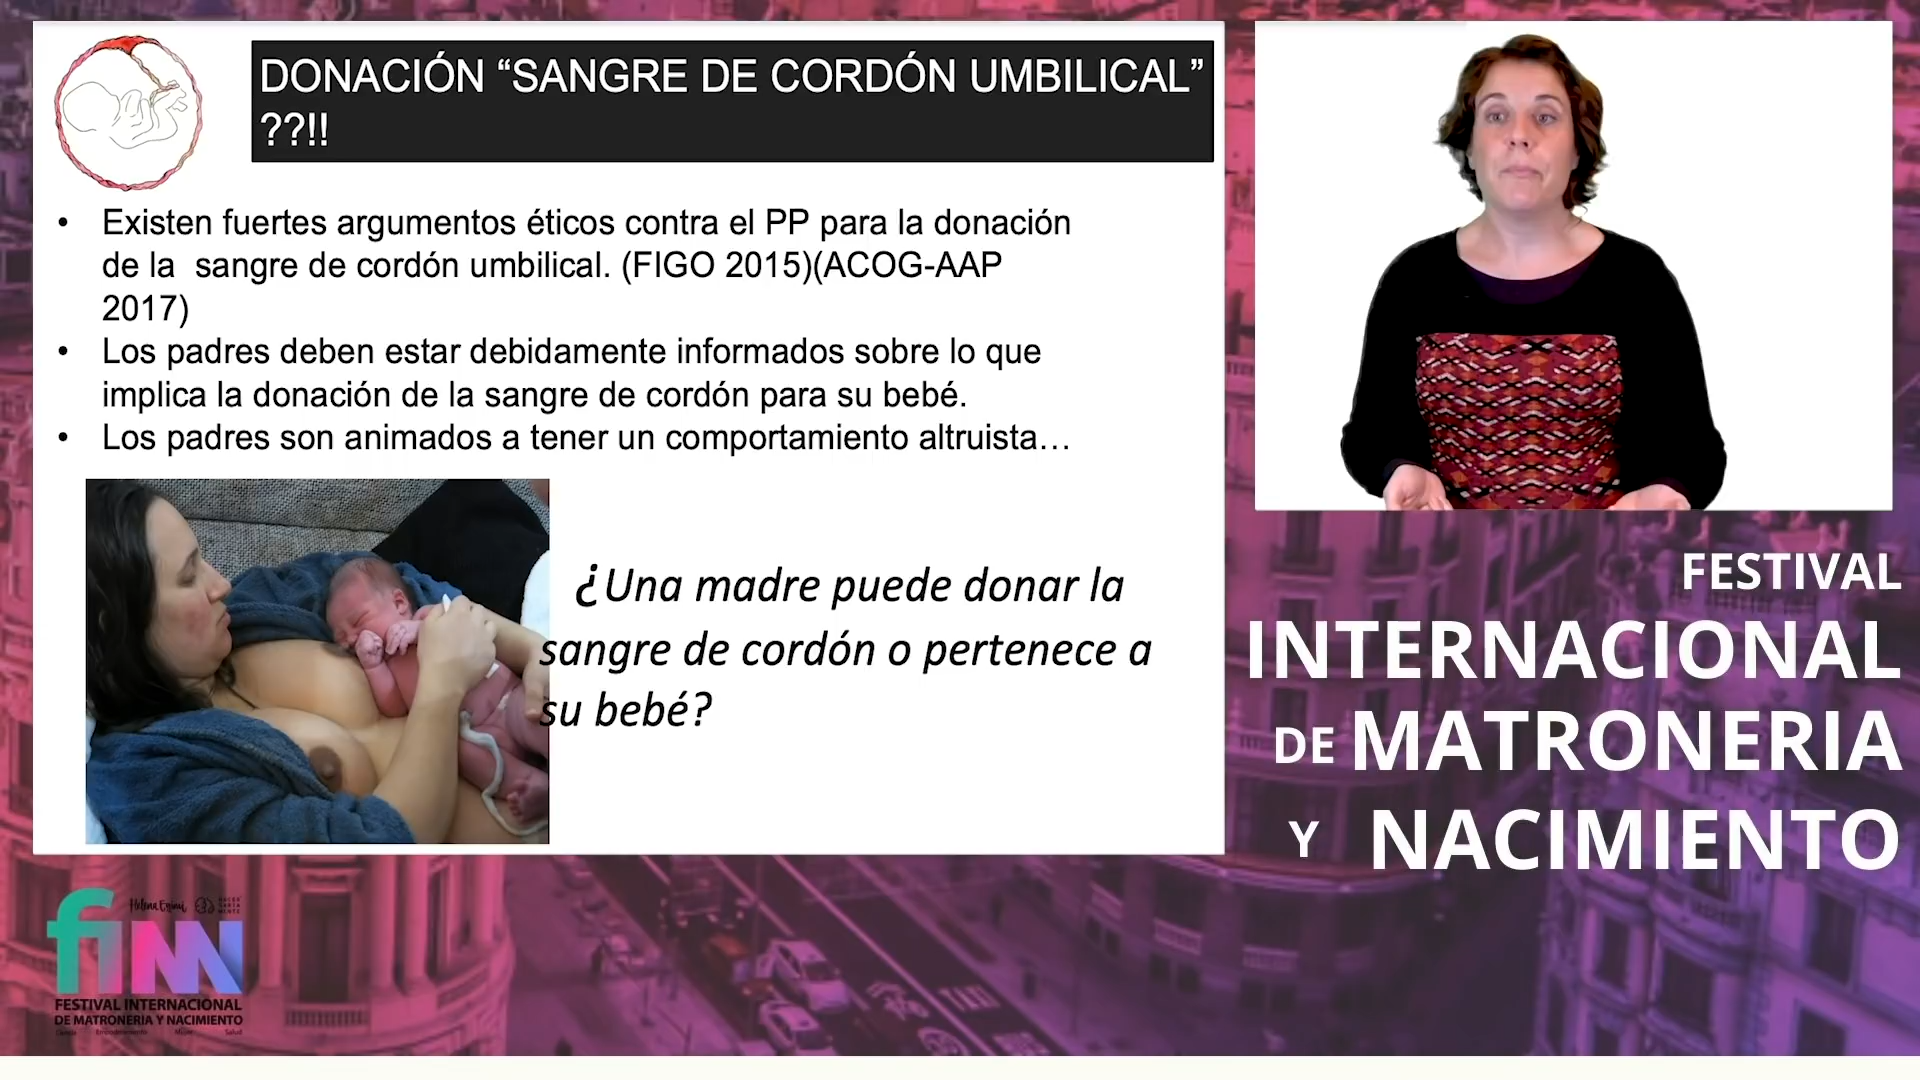 DONACIÓN “SANGRE DE CORDÓN UMBILICAL”
??!!
• Existen fuertes argumentos éticos contra el PP para la donación
de la sangre de cordón umbilical. (FIGO 2015)(ACOG-AAP
2017)
• Los padres deben estar debidamente informados sobre lo que
implica la donación de la sangre de cordón para su bebé.
• Los padres son animados a tener un comportamiento altruista…
¿Una madre puede donar la
sangre de cordón o pertenece a
su bebé?
FESTIVAL
INTERNACIONAL
DE MATRONERIA
Y NACIMIENTO
fiMN
FESTIVAL INTERNACIONAL
DE MATRONERIA Y NACIMIENTO
TAXI